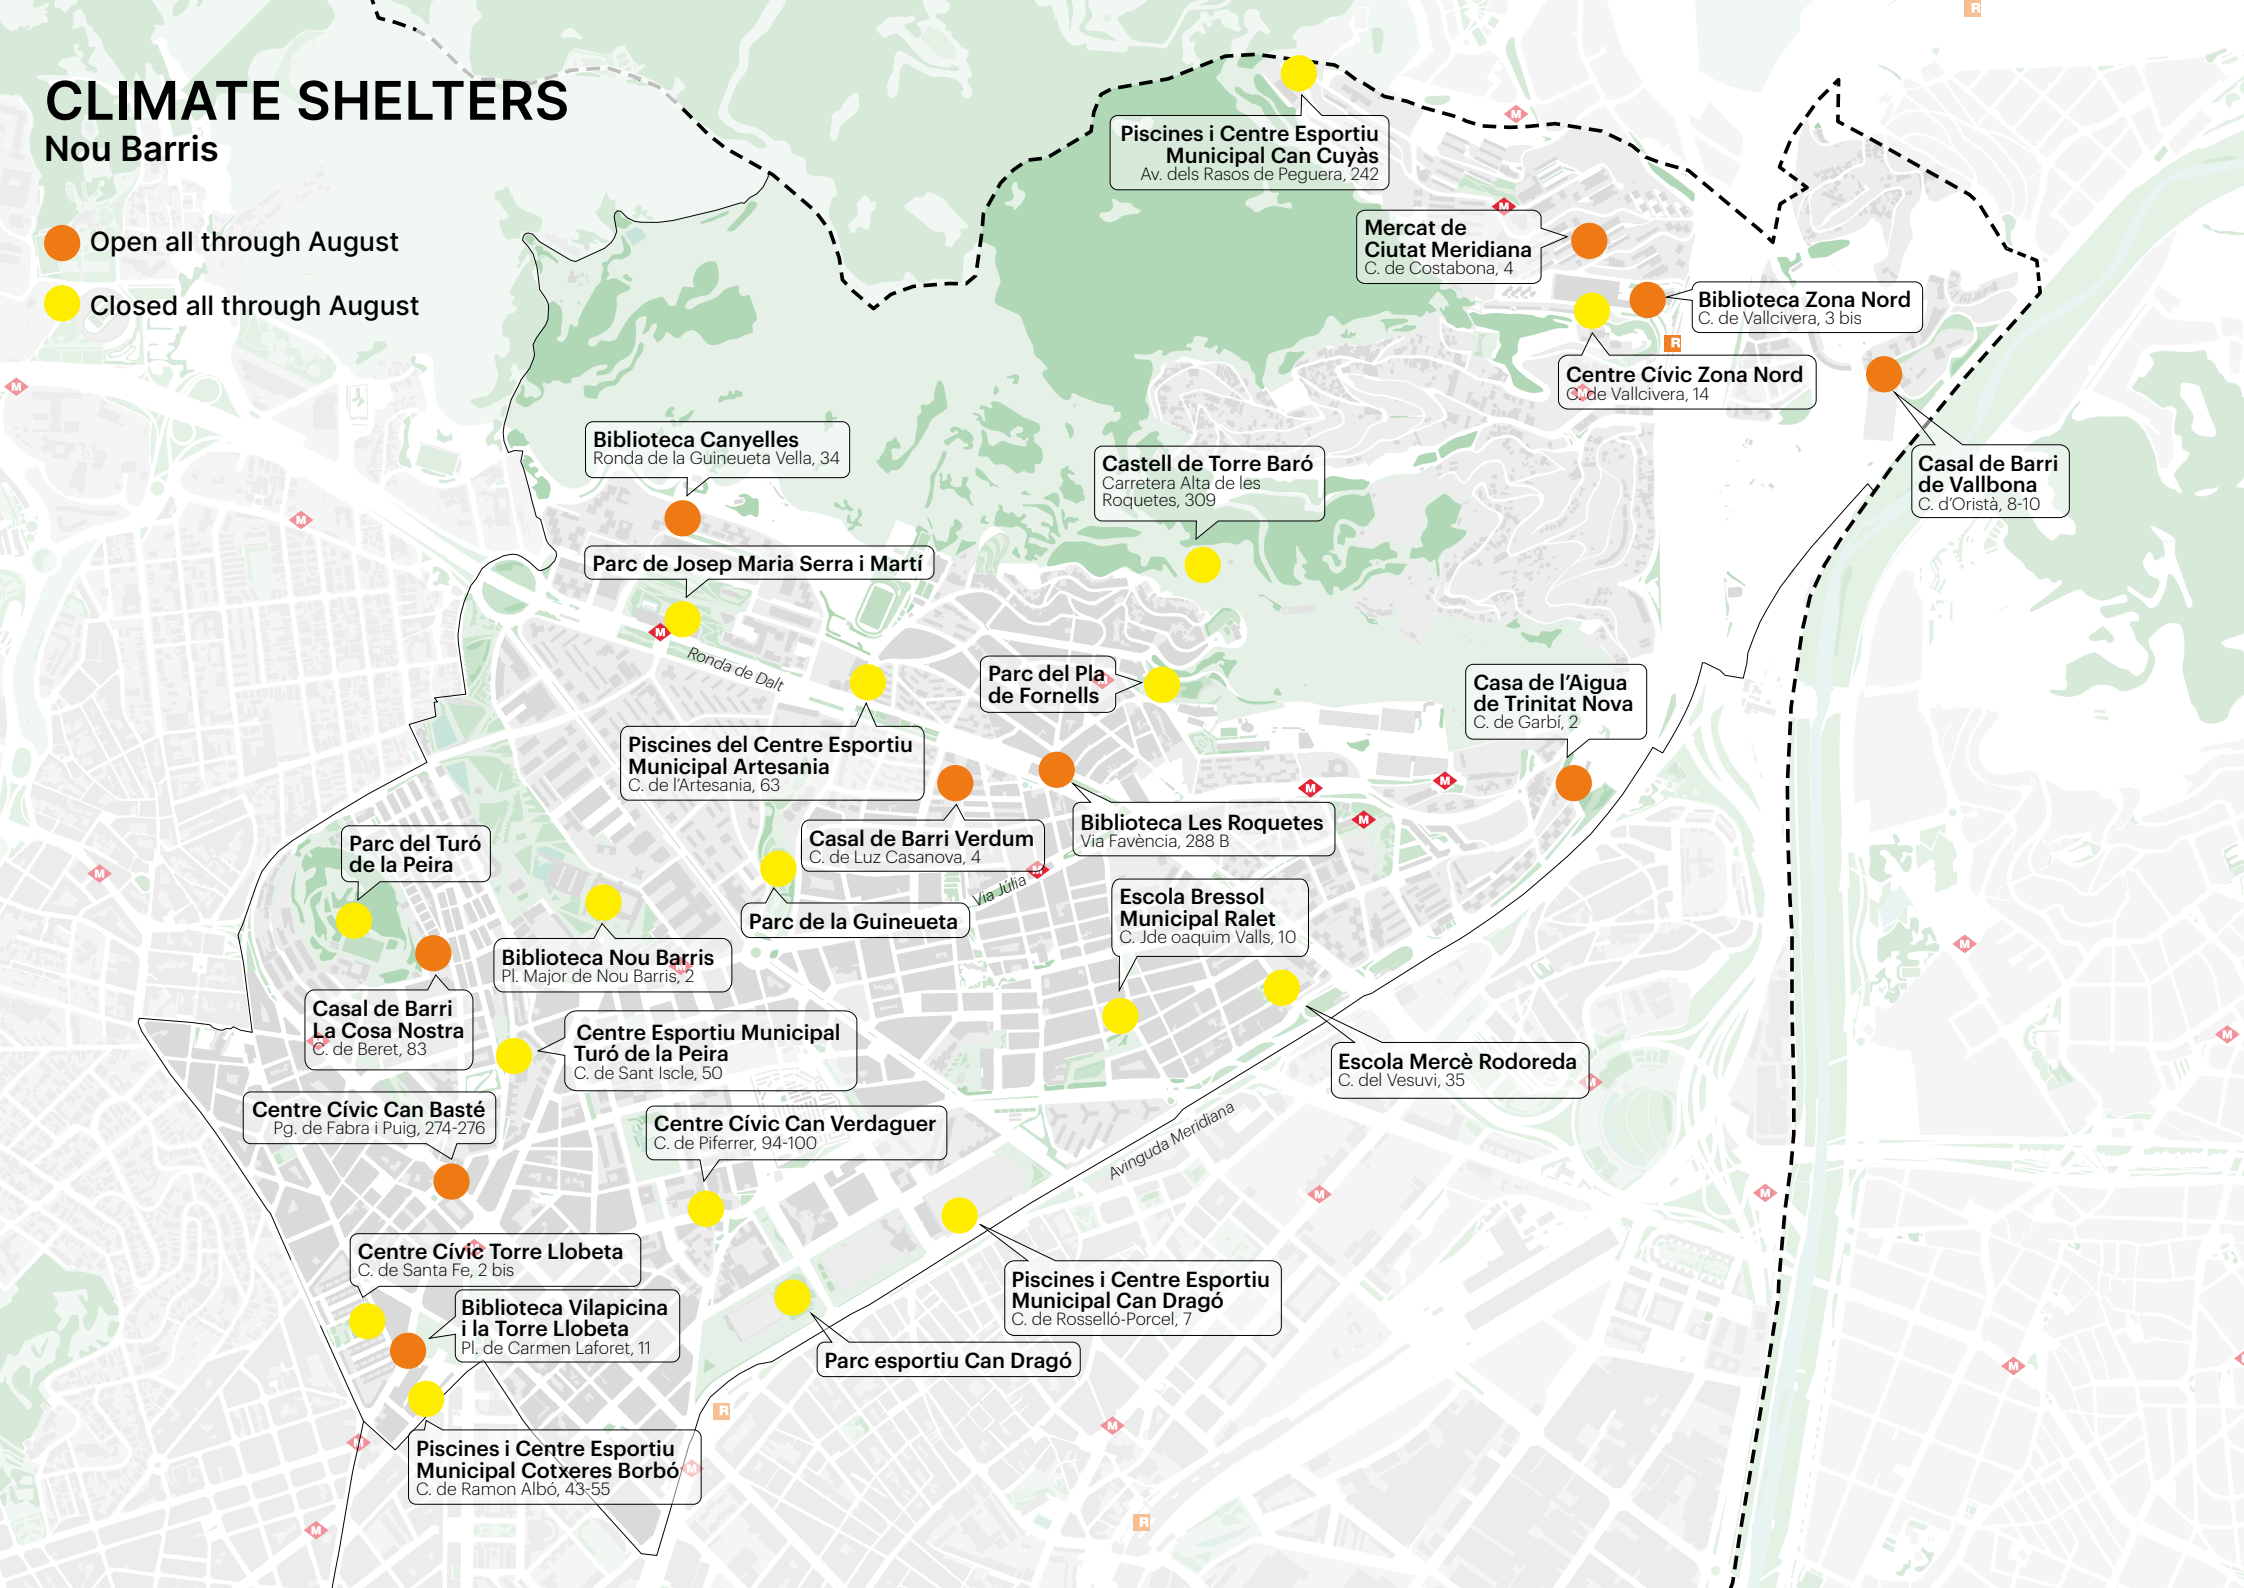 CLIMATE SHELTERS
Nou Barris
Open all through August
Closed all through August
Piscines i Centre Esportiu
Municipal Can Cuyàs
Av. dels Rasos de Peguera, 242
Mercat de
Ciutat Meridiana
C. de Costabona, 4
Biblioteca Zona Nord
C. de Vallcivera, 3 bis
Centre Cívic Zona Nord
C. de Vallcivera, 14
Casal de Barri
de Vallbona
C. d'Oristà, 8-10
Biblioteca Canyelles
Ronda de la Guineueta Vella, 34
Castell de Torre Baró
Carretera Alta de les
Roquetes, 309
Parc de Josep Maria Serra i Martí
Ronda de Dalt
Parc del Pla
de Fornells
Casa de l'Aigua
de Trinitat Nova
C. de Garbí, 2
Piscines del Centre Esportiu
Municipal Artesania
C. de l'Artesania, 63
Casal de Barri Verdum
C. de Luz Casanova, 4
Biblioteca Les Roquetes
Via Favència, 288 B
Via Júlia
Parc del Turó
de la Peira
Parc de la Guineueta
Escola Bressol
Municipal Ralet
C. Jde oaquim Valls, 10
Biblioteca Nou Barris
Pl. Major de Nou Barris, 2
Casal de Barri
La Cosa Nostra
C. de Beret, 83
Centre Esportiu Municipal
Turó de la Peira
C. de Sant Iscle, 50
Escola Mercè Rodoreda
C. del Vesuvi, 35
Centre Cívic Can Basté
Pg. de Fabra i Puig, 274-276
Centre Cívic Can Verdaguer
C. de Piferrer, 94-100
Avinguda Meridiana
Centre Cívic Torre Llobeta
C. de Santa Fe, 2 bis
Biblioteca Vilapicina
i la Torre Llobeta
Pl. de Carmen Laforet, 11
Piscines i Centre Esportiu
Municipal Can Dragó
C. de Rosselló-Porcel, 7
Parc esportiu Can Dragó
Piscines i Centre Esportiu
Municipal Cotxeres Borbó
C. de Ramon Albó, 43-55